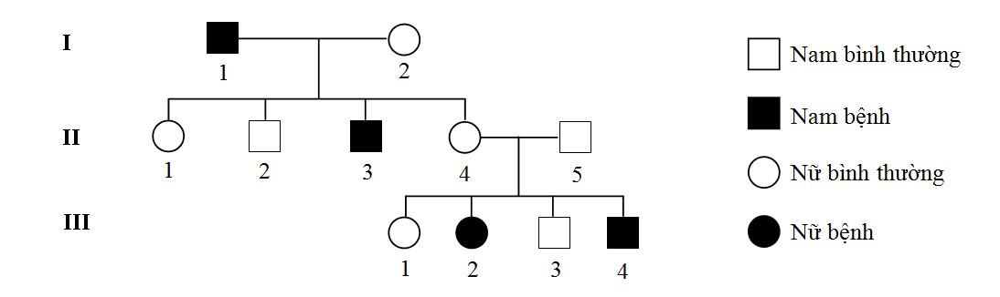 I
1
2
Nam bình thường
Nam bệnh
II
1
2
3
4
5
Nữ bình thường
III
1
2
3
4
Nữ bệnh